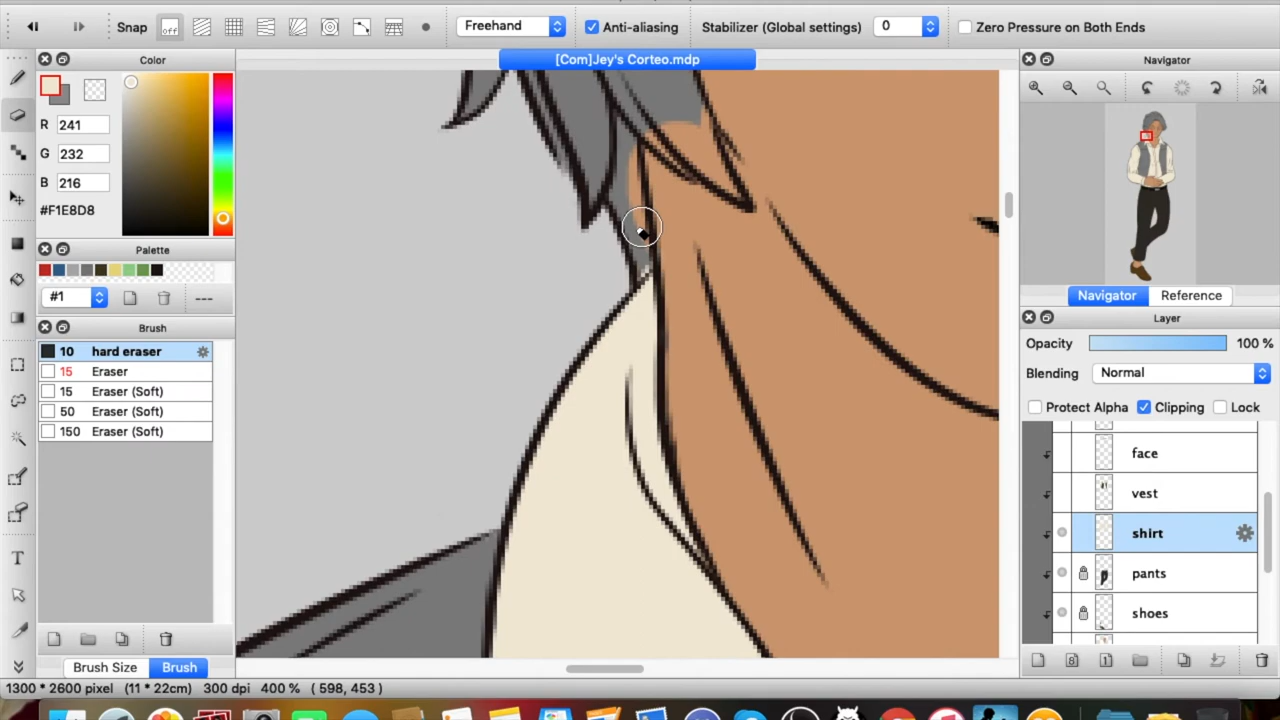 Snap
off
Freehand
Anti-aliasing
Stabilizer (Global settings)
0
Zero Pressure on Both Ends
Color
[Com]Jey's Corteo.mdp
Navigator
R 241
G 232
B 216
#F1E8D8
Palette
#1
---
Brush
10 hard eraser
15 Eraser
15 Eraser (Soft)
50 Eraser (Soft)
150 Eraser (Soft)
Navigator
Reference
Layer
Opacity
100 %
Blending
Normal
Protect Alpha
Clipping
Lock
face
vest
shirt
pants
shoes
8
1
T
Brush Size
Brush
1300 * 2600 pixel (11 * 22cm) 300 dpi 400 % ( 598, 453 )